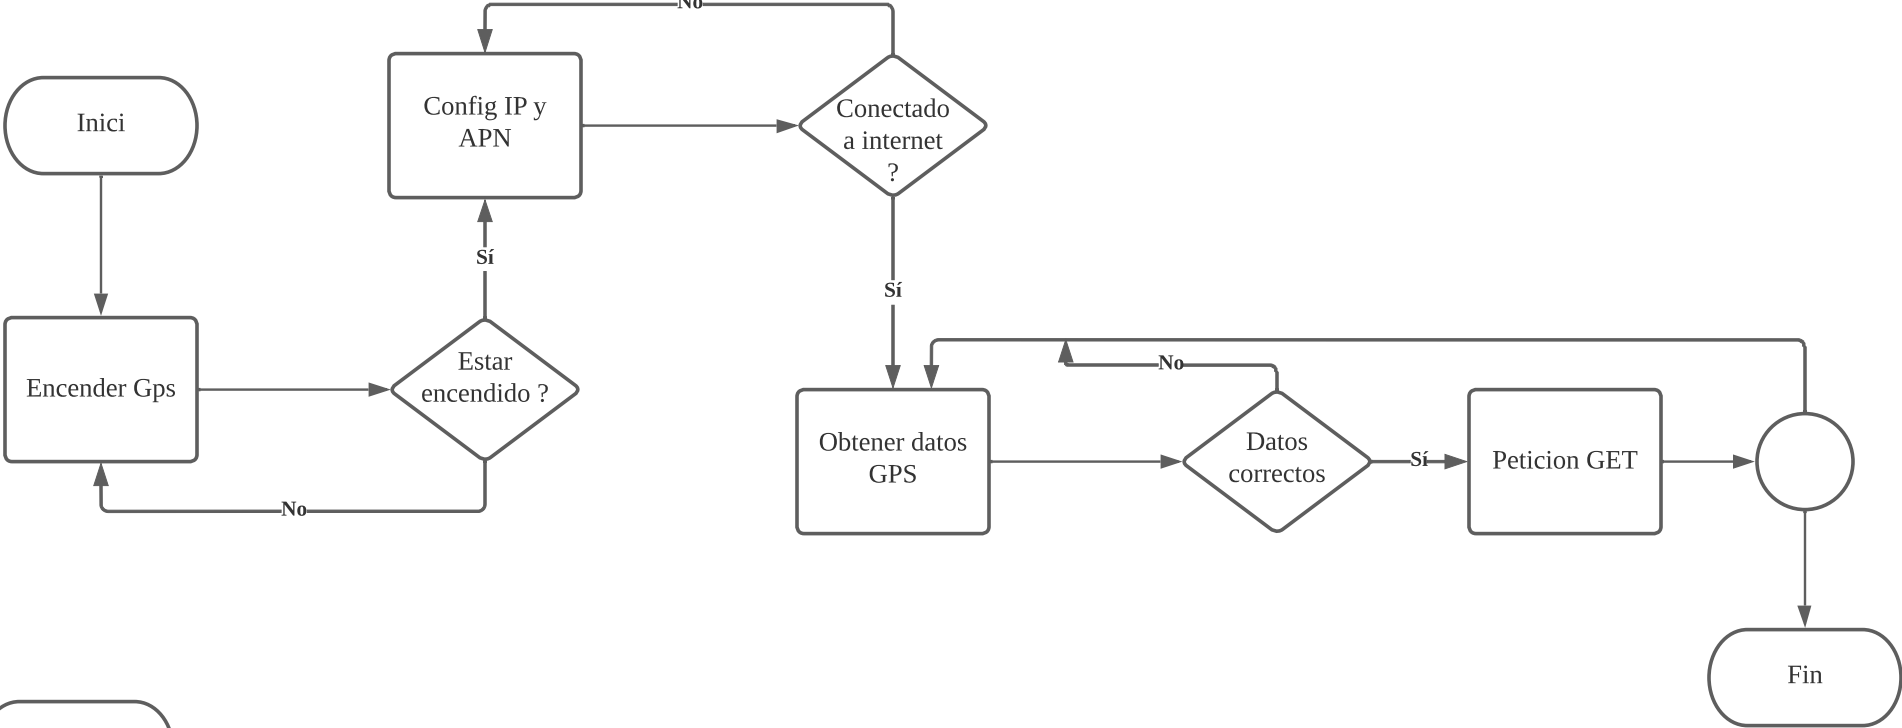 No
Inici
Config IP y
APN
Conectado
a internet
?
Sí
Sí
Encender Gps
Estar
encendido ?
No
No
Obtener datos
GPS
Datos
correctos
Sí
Peticion GET
Fin